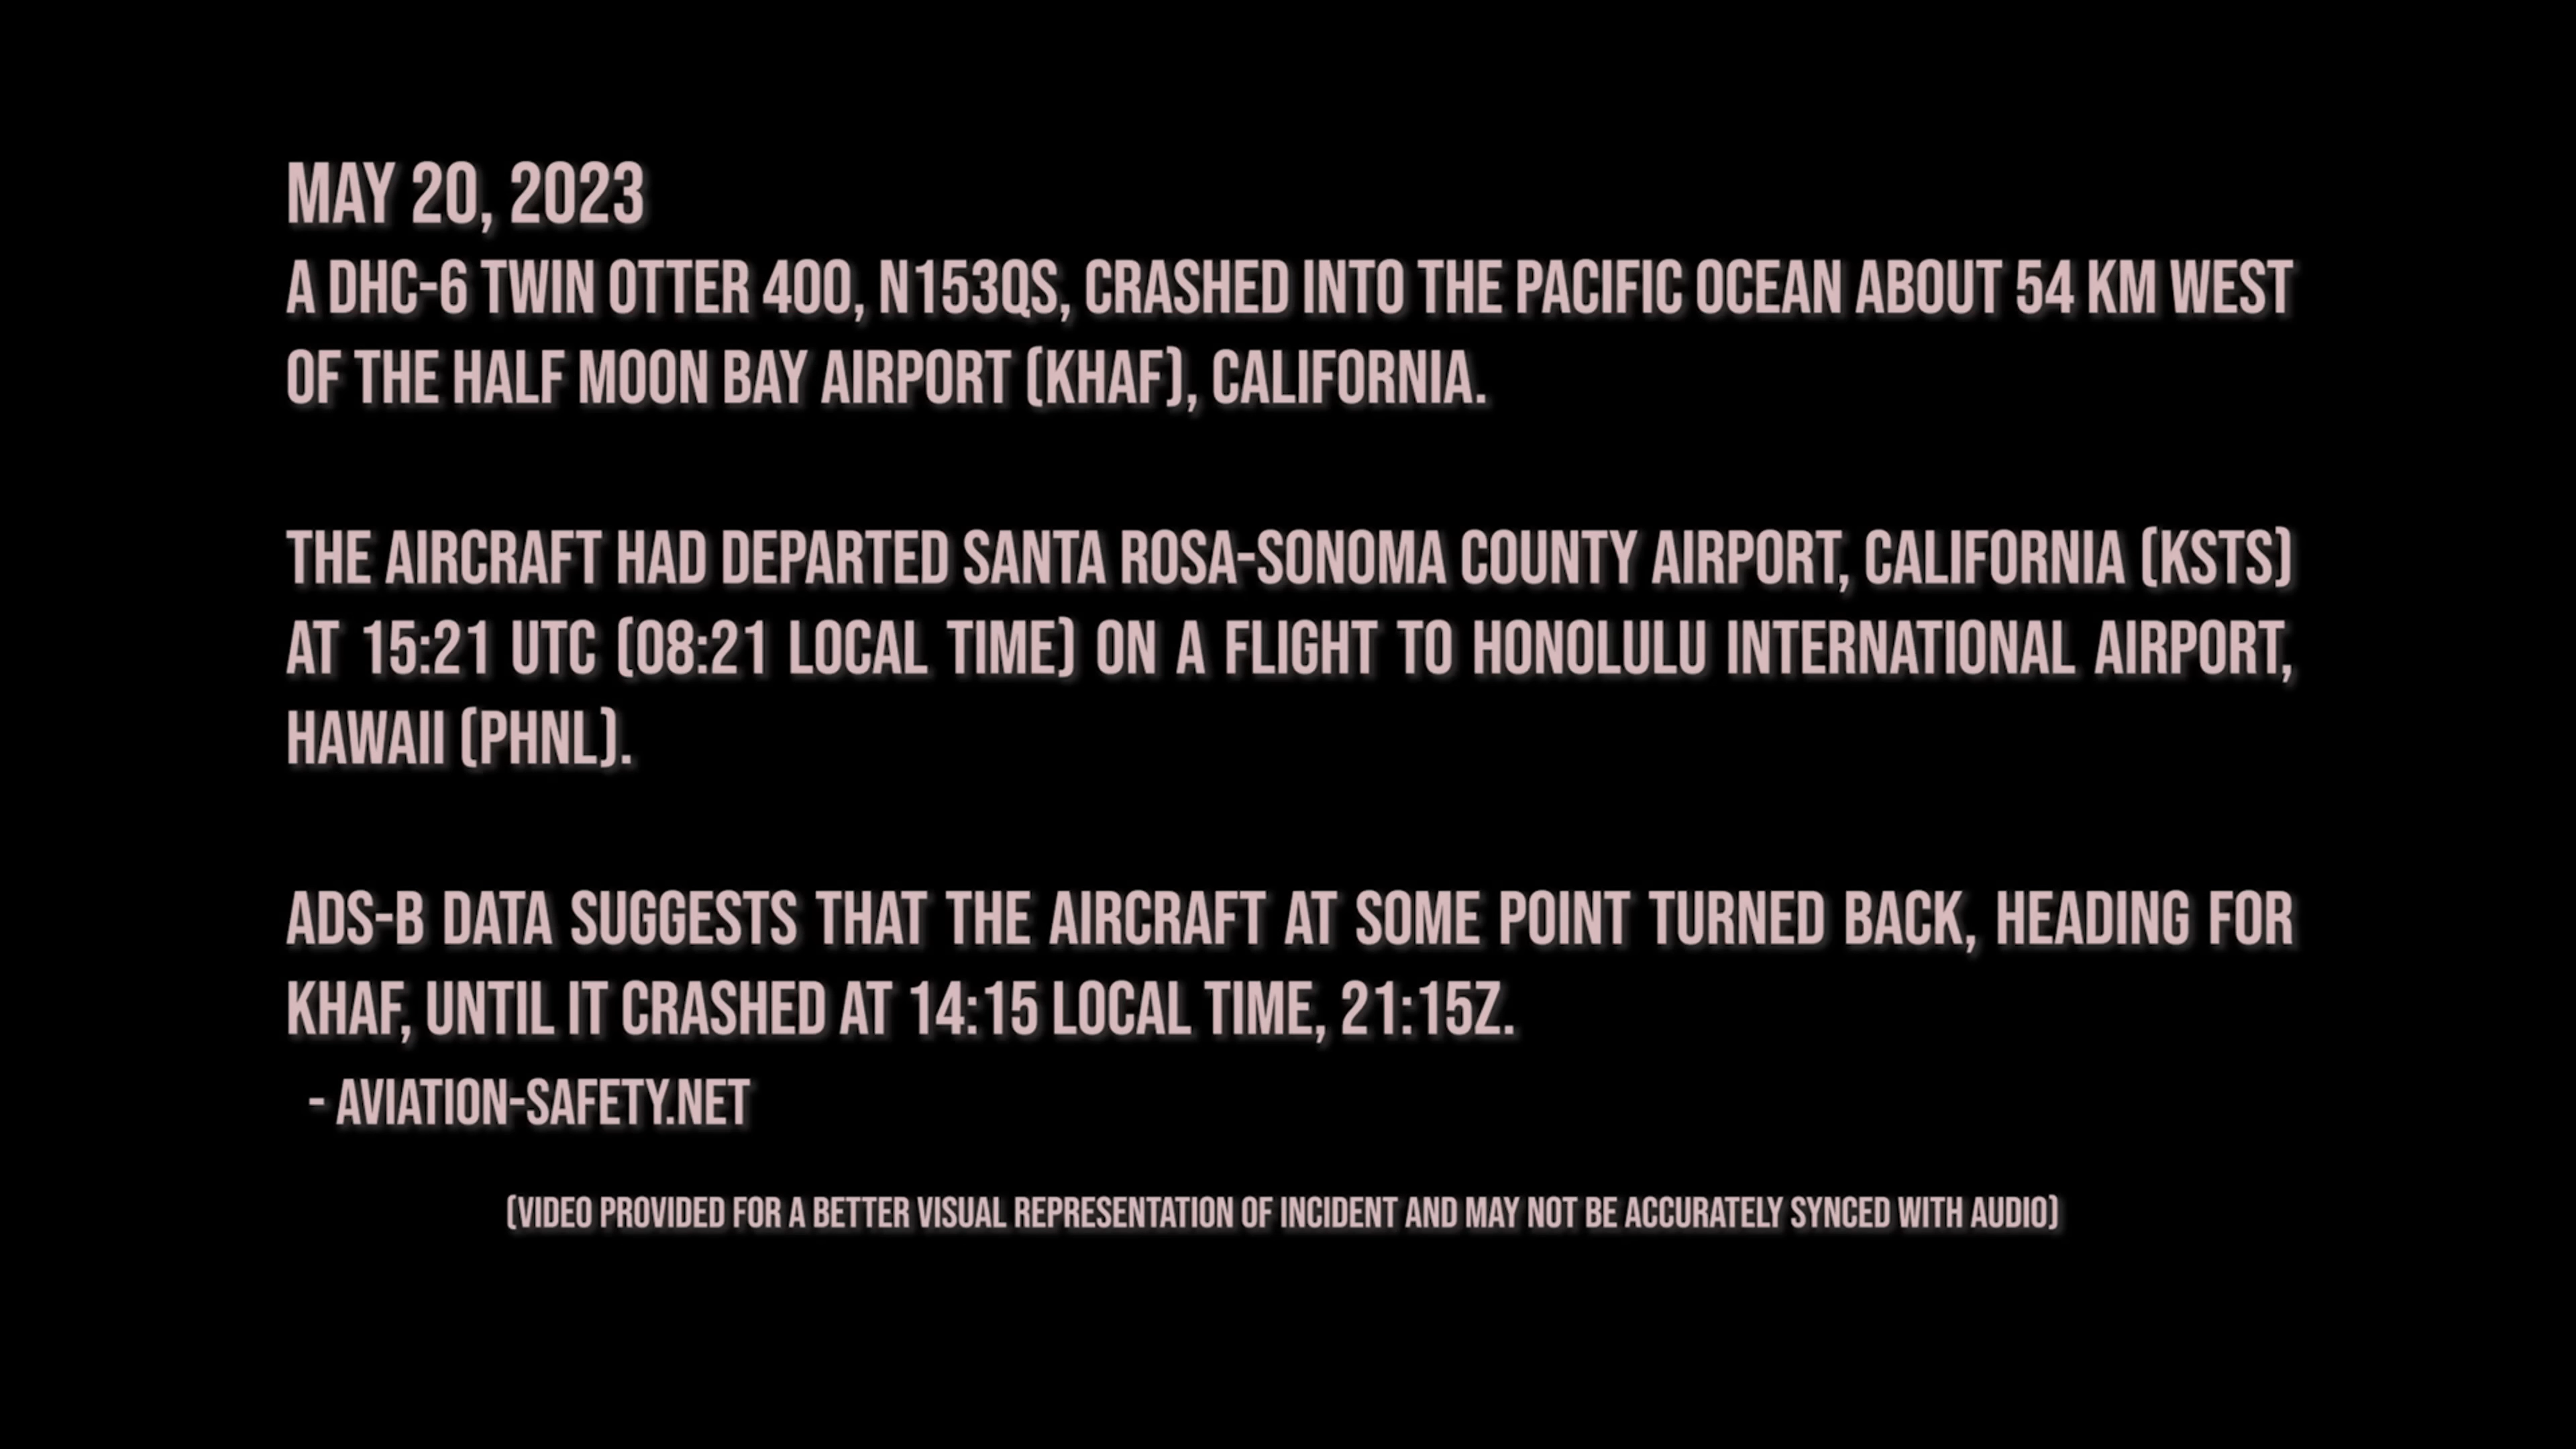 MAY 20, 2023
A DHC-6 TWIN OTTER 400, N153QS, CRASHED INTO THE PACIFIC OCEAN ABOUT 54 KM WEST
OF THE HALF MOON BAY AIRPORT (KHAF), CALIFORNIA.
THE AIRCRAFT HAD DEPARTED SANTA ROSA-SONOMA COUNTY AIRPORT, CALIFORNIA (KSTS)
AT 15:21 UTC (08:21 LOCAL TIME) ON A FLIGHT TO HONOLULU INTERNATIONAL AIRPORT,
HAWAII (PHNL).
ADS-B DATA SUGGESTS THAT THE AIRCRAFT AT SOME POINT TURNED BACK, HEADING FOR
KHAF, UNTIL IT CRASHED AT 14:15 LOCAL TIME, 21:15Z.
- AVIATION-SAFETY.NET
(VIDEO PROVIDED FOR A BETTER VISUAL REPRESENTATION OF INCIDENT AND MAY NOT BE ACCURATELY SYNCED WITH AUDIO)